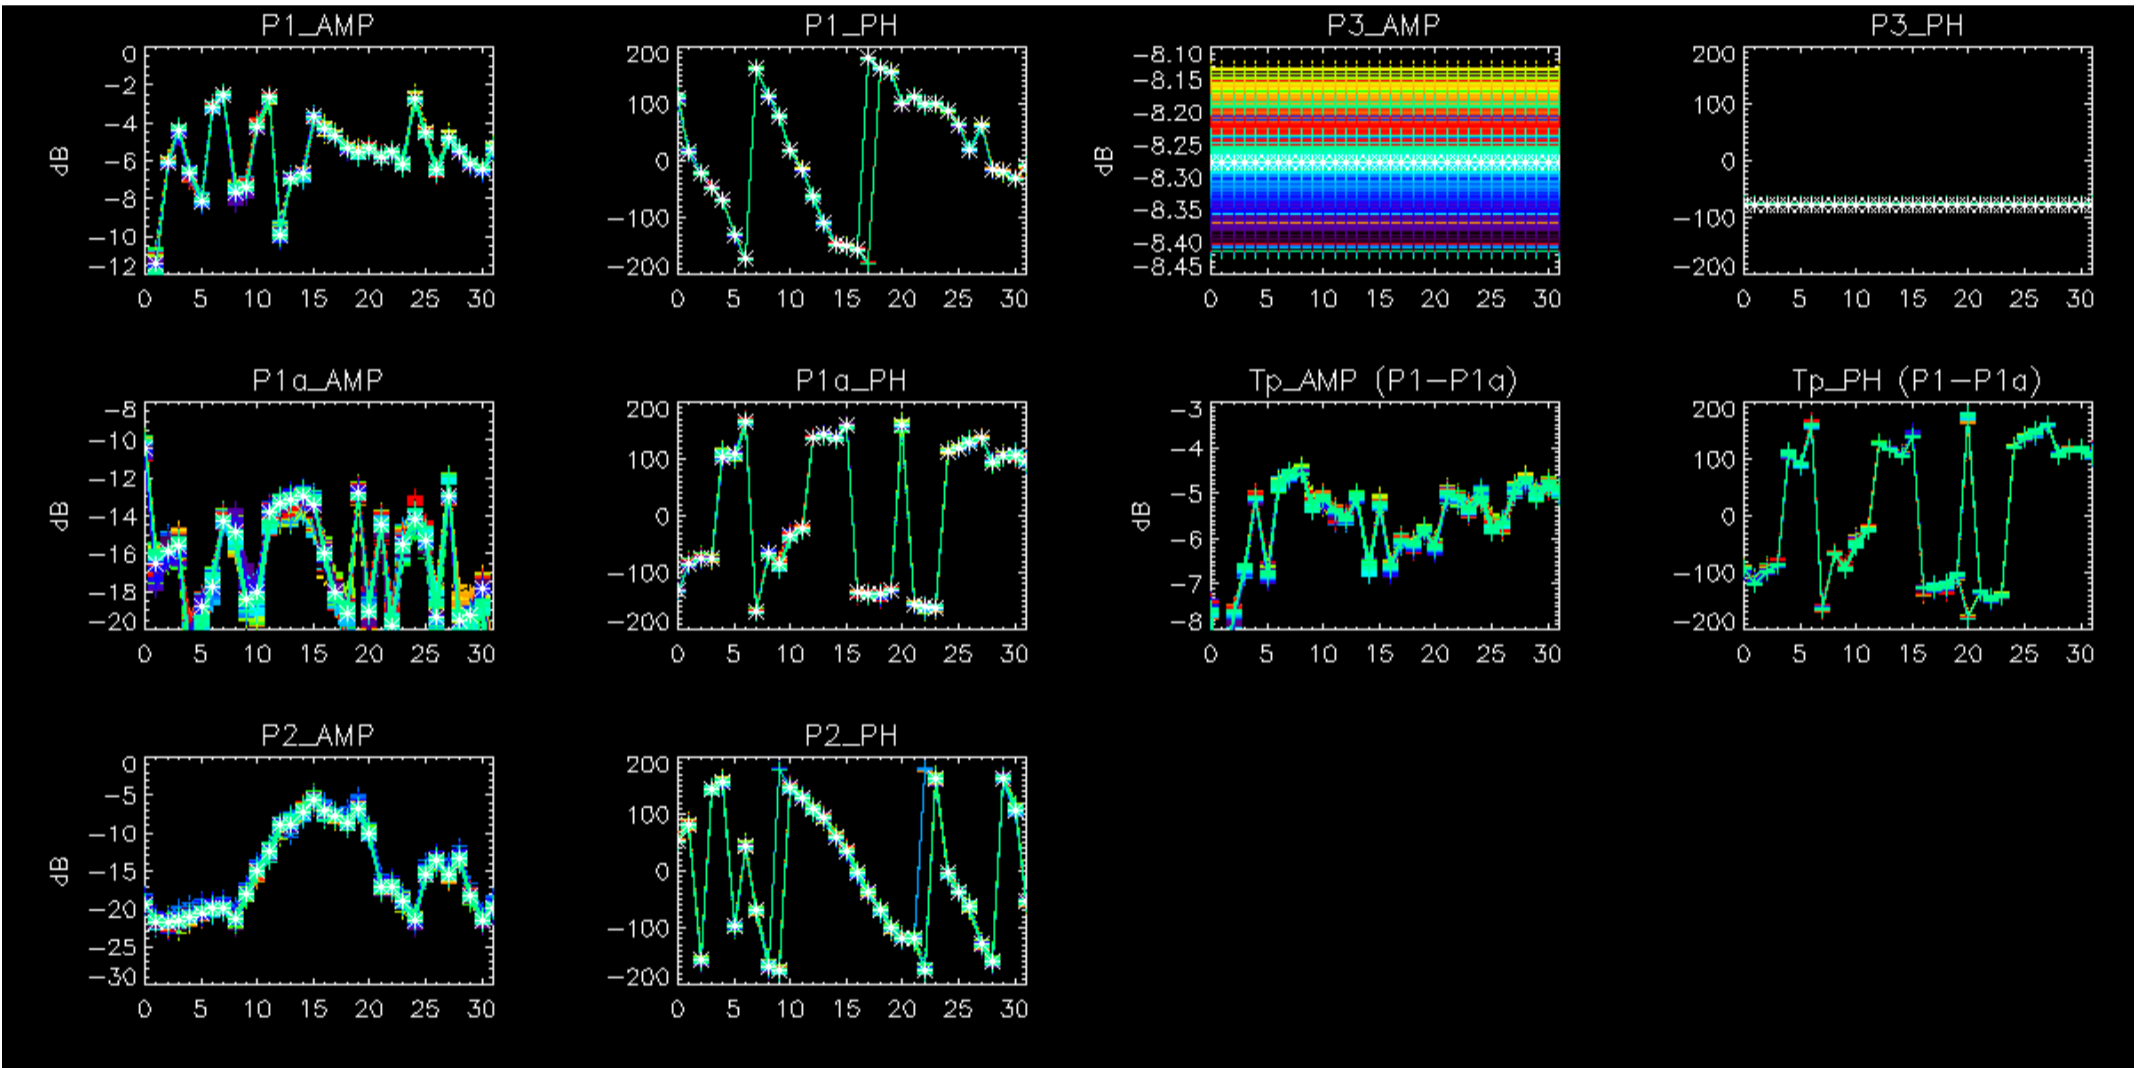 P1_AMP
dB
0
−2
−4
−6
−8
−10
−12
0 5 10 15 20 25 30
P1_PH
200
100
0
−100
−200
0 5 10 15 20 25 30
P3_AMP
dB
−8.10
−8.15
−8.20
−8.25
−8.30
−8.35
−8.40
−8.45
0 5 10 15 20 25 30
P3_PH
200
100
0
−100
−200
0 5 10 15 20 25 30
P1a_AMP
dB
−8
−10
−12
−14
−16
−18
−20
0 5 10 15 20 25 30
P1a_PH
200
100
0
−100
−200
0 5 10 15 20 25 30
Tp_AMP (P1−P1a)
dB
−3
−4
−5
−6
−7
−8
0 5 10 15 20 25 30
Tp_PH (P1−P1a)
200
100
0
−100
−200
0 5 10 15 20 25 30
P2_AMP
dB
0
−5
−10
−15
−20
−25
−30
0 5 10 15 20 25 30
P2_PH
200
100
0
−100
−200
0 5 10 15 20 25 30